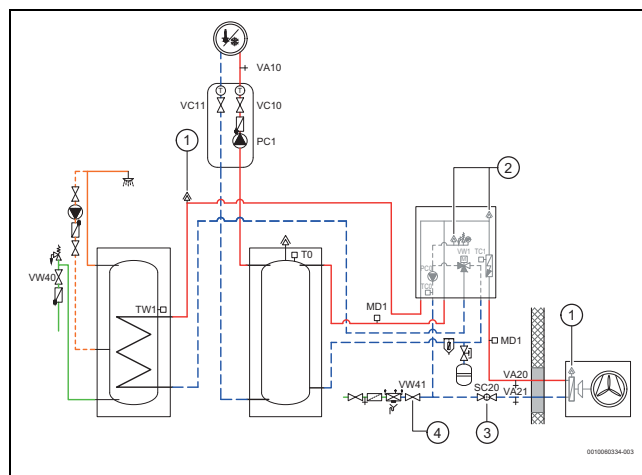 VA10
VC11
VC10
PC1
1
2
TC1
VW1
PC0
TC0
T0
VW40
TW1
MD1
MD1
1
VA20
VW41
SC20
VA21
4
3
0010060334-003